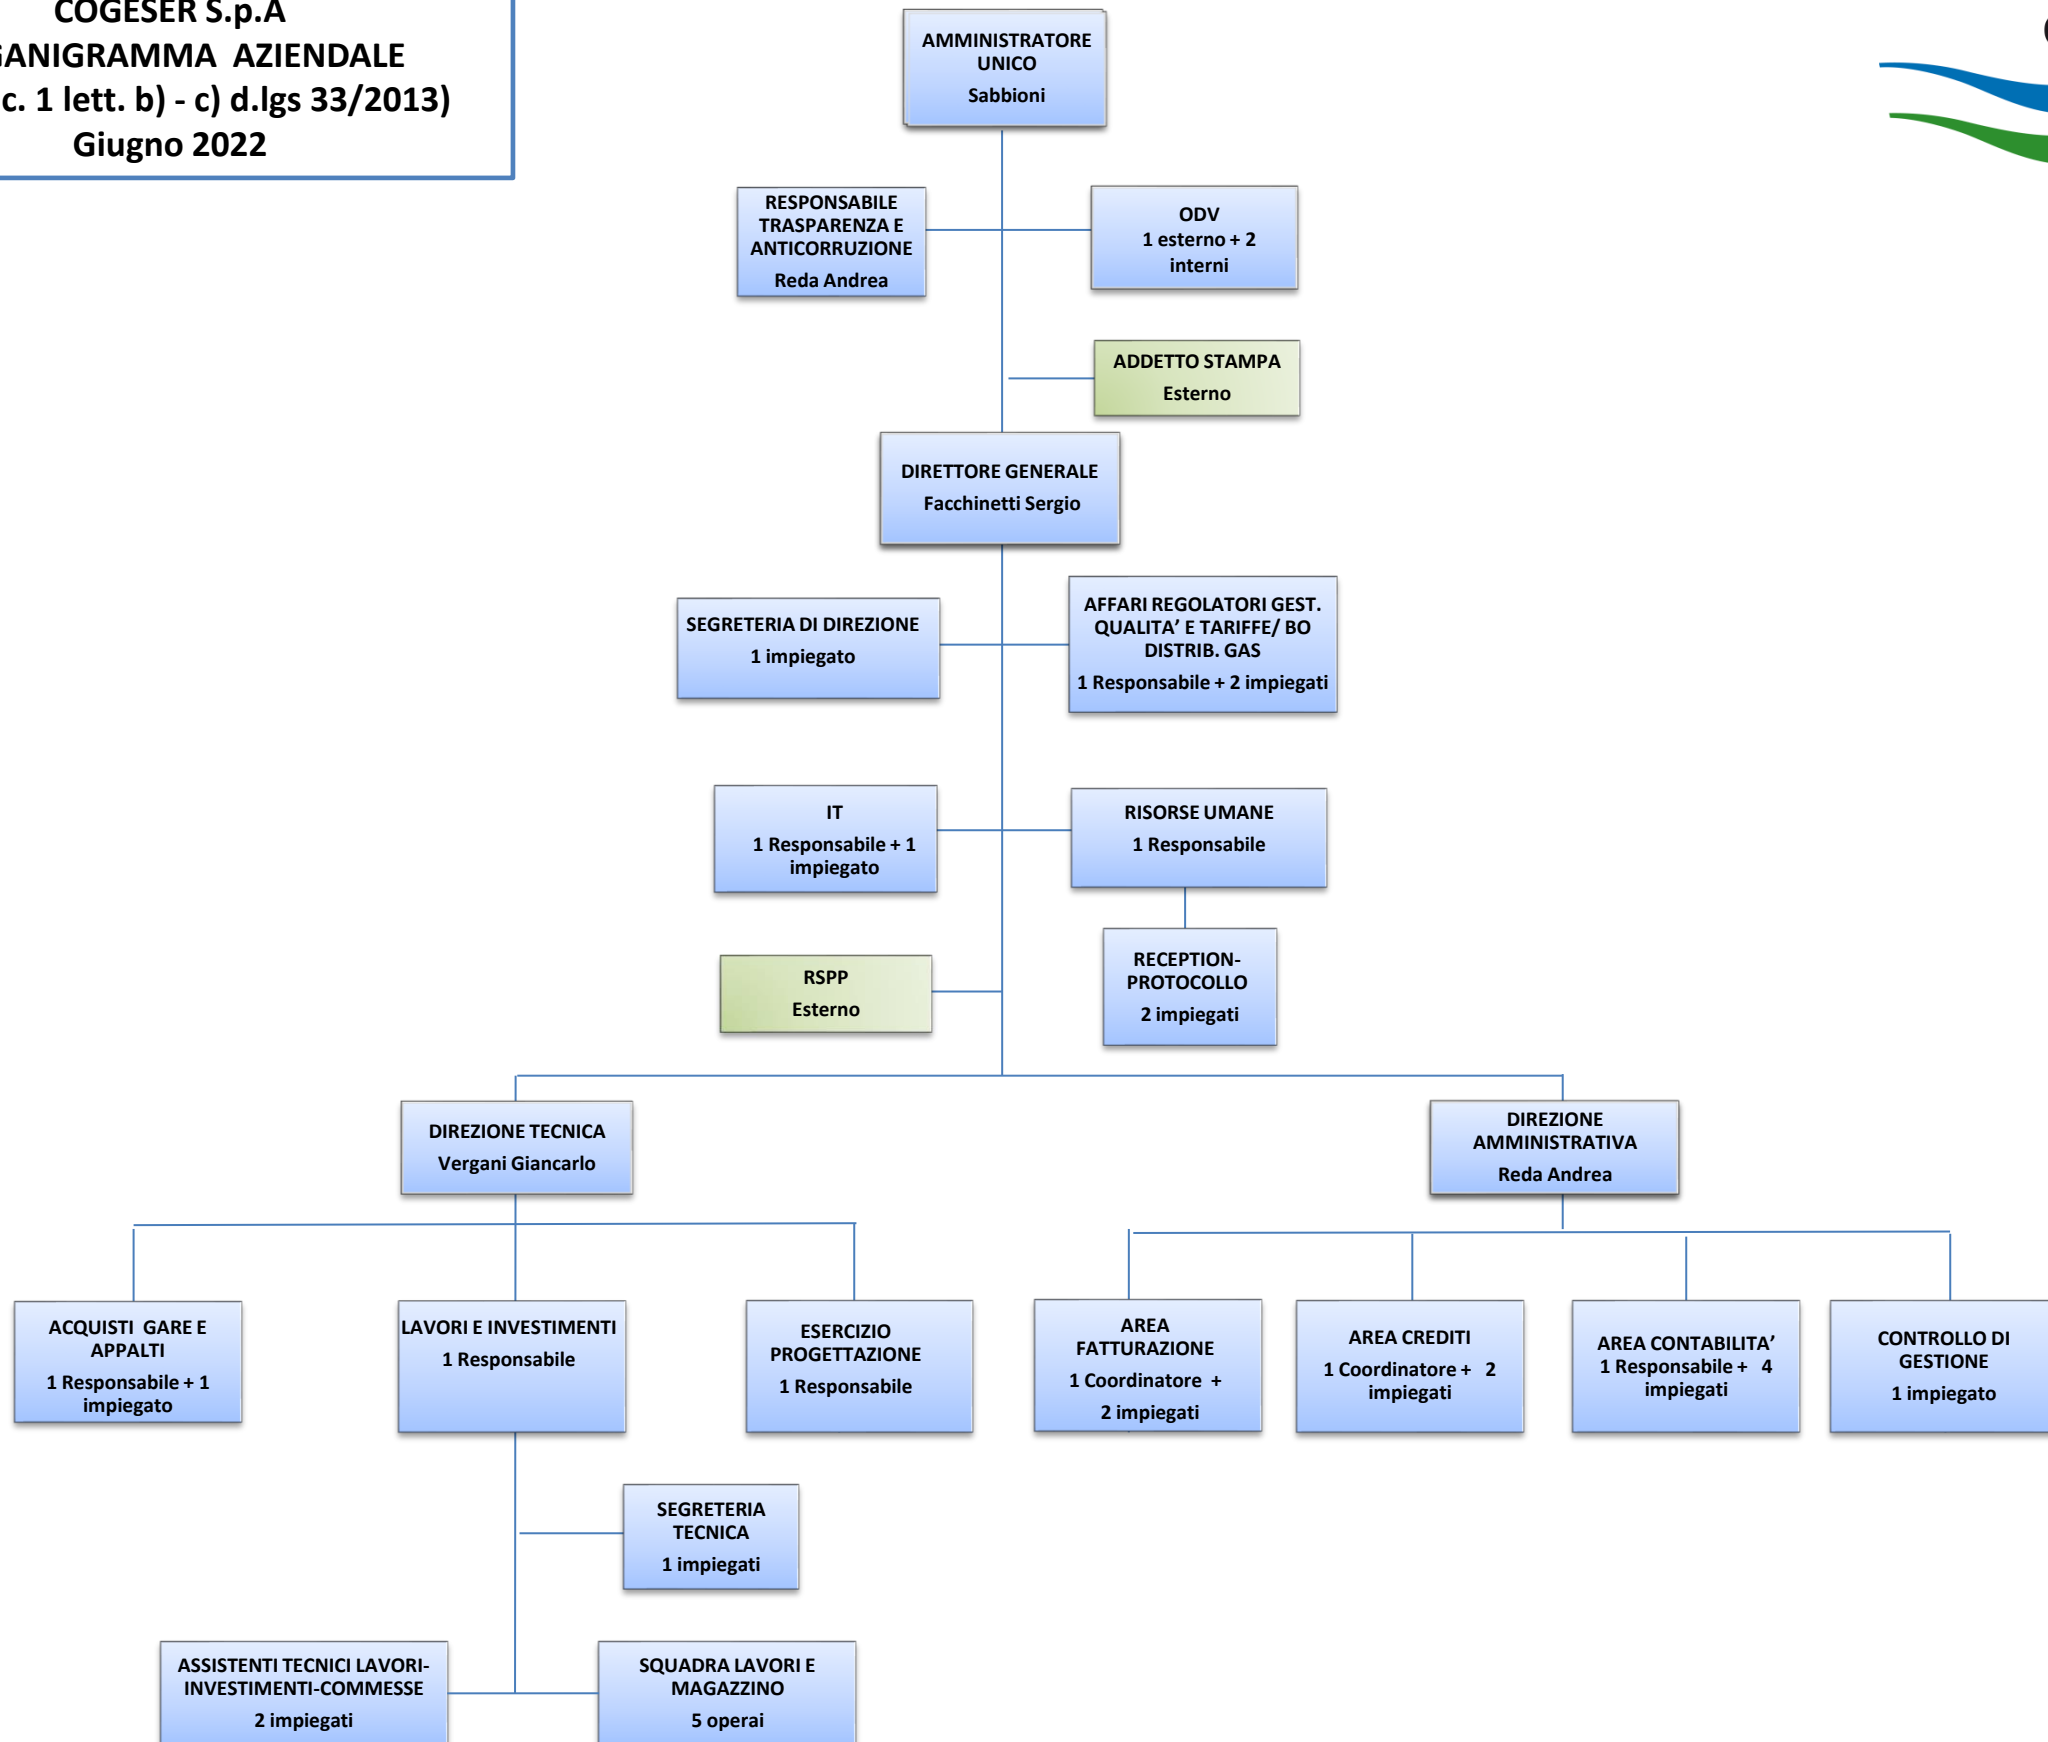 COGESER S.p.A
GANIGRAMMA AZIENDALE
c. 1 lett. b) - c) d.lgs 33/2013)
Giugno 2022
AMMINISTRATORE
UNICO
Sabbioni
RESPONSABILE
TRASPARENZA E
ANTICORRUZIONE
Reda Andrea
ODV
1 esterno + 2
interni
ADDETTO STAMPA
Esterno
DIRETTORE GENERALE
Facchinetti Sergio
SEGRETERIA DI DIREZIONE
1 impiegato
AFFARI REGOLATORI GEST.
QUALITA’ E TARIFFE/ BO
DISTRIB. GAS
1 Responsabile + 2 impiegati
IT
1 Responsabile + 1
impiegato
RISORSE UMANE
1 Responsabile
RSPP
Esterno
RECEPTION-
PROTOCOLLO
2 impiegati
DIREZIONE TECNICA
Vergani Giancarlo
DIREZIONE
AMMINISTRATIVA
Reda Andrea
ACQUISTI GARE E
APPALTI
1 Responsabile + 1
impiegato
LAVORI E INVESTIMENTI
1 Responsabile
ESERCIZIO
PROGETTAZIONE
1 Responsabile
AREA
FATTURAZIONE
1 Coordinatore +
2 impiegati
AREA CREDITI
1 Coordinatore + 2
impiegati
AREA CONTABILITA’
1 Responsabile + 4
impiegati
CONTROLLO DI
GESTIONE
1 impiegato
SEGRETERIA
TECNICA
1 impiegati
ASSISTENTI TECNICI LAVORI-
INVESTIMENTI-COMMESSE
2 impiegati
SQUADRA LAVORI E
MAGAZZINO
5 operai